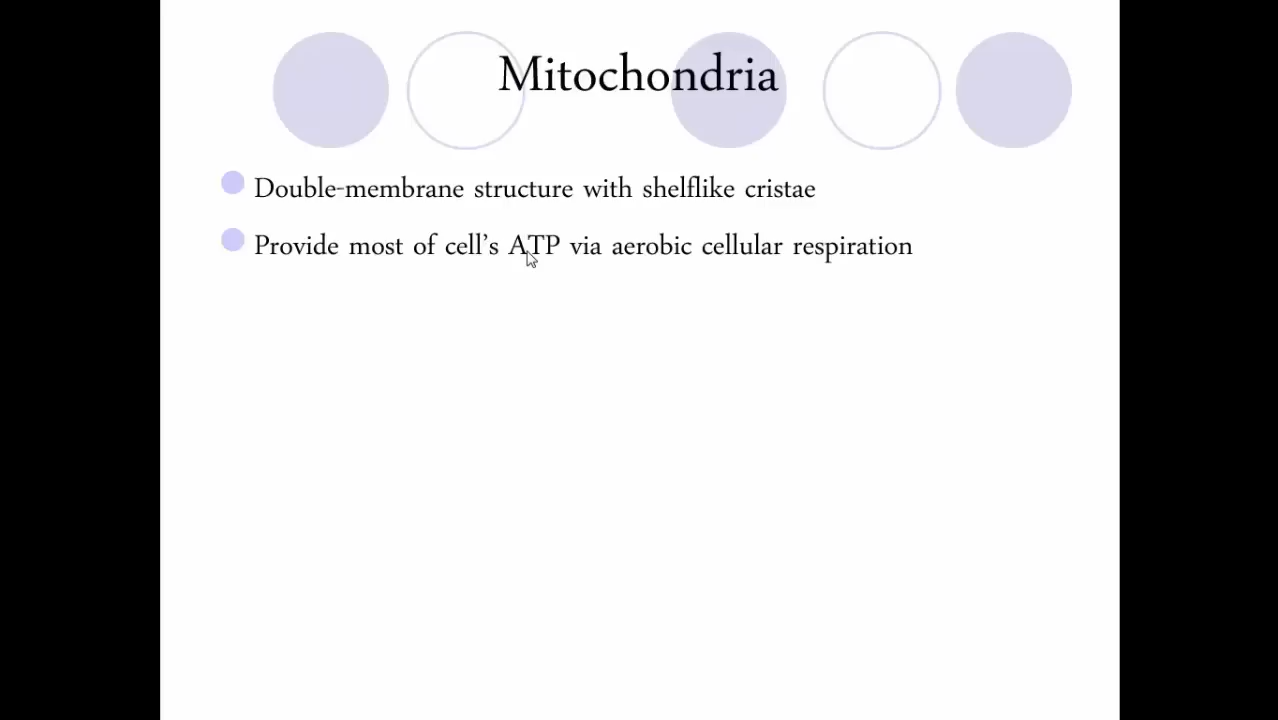 Mitochondria
Double-membrane structure with shelflike cristae
Provide most of cell's ATP via aerobic cellular respiration